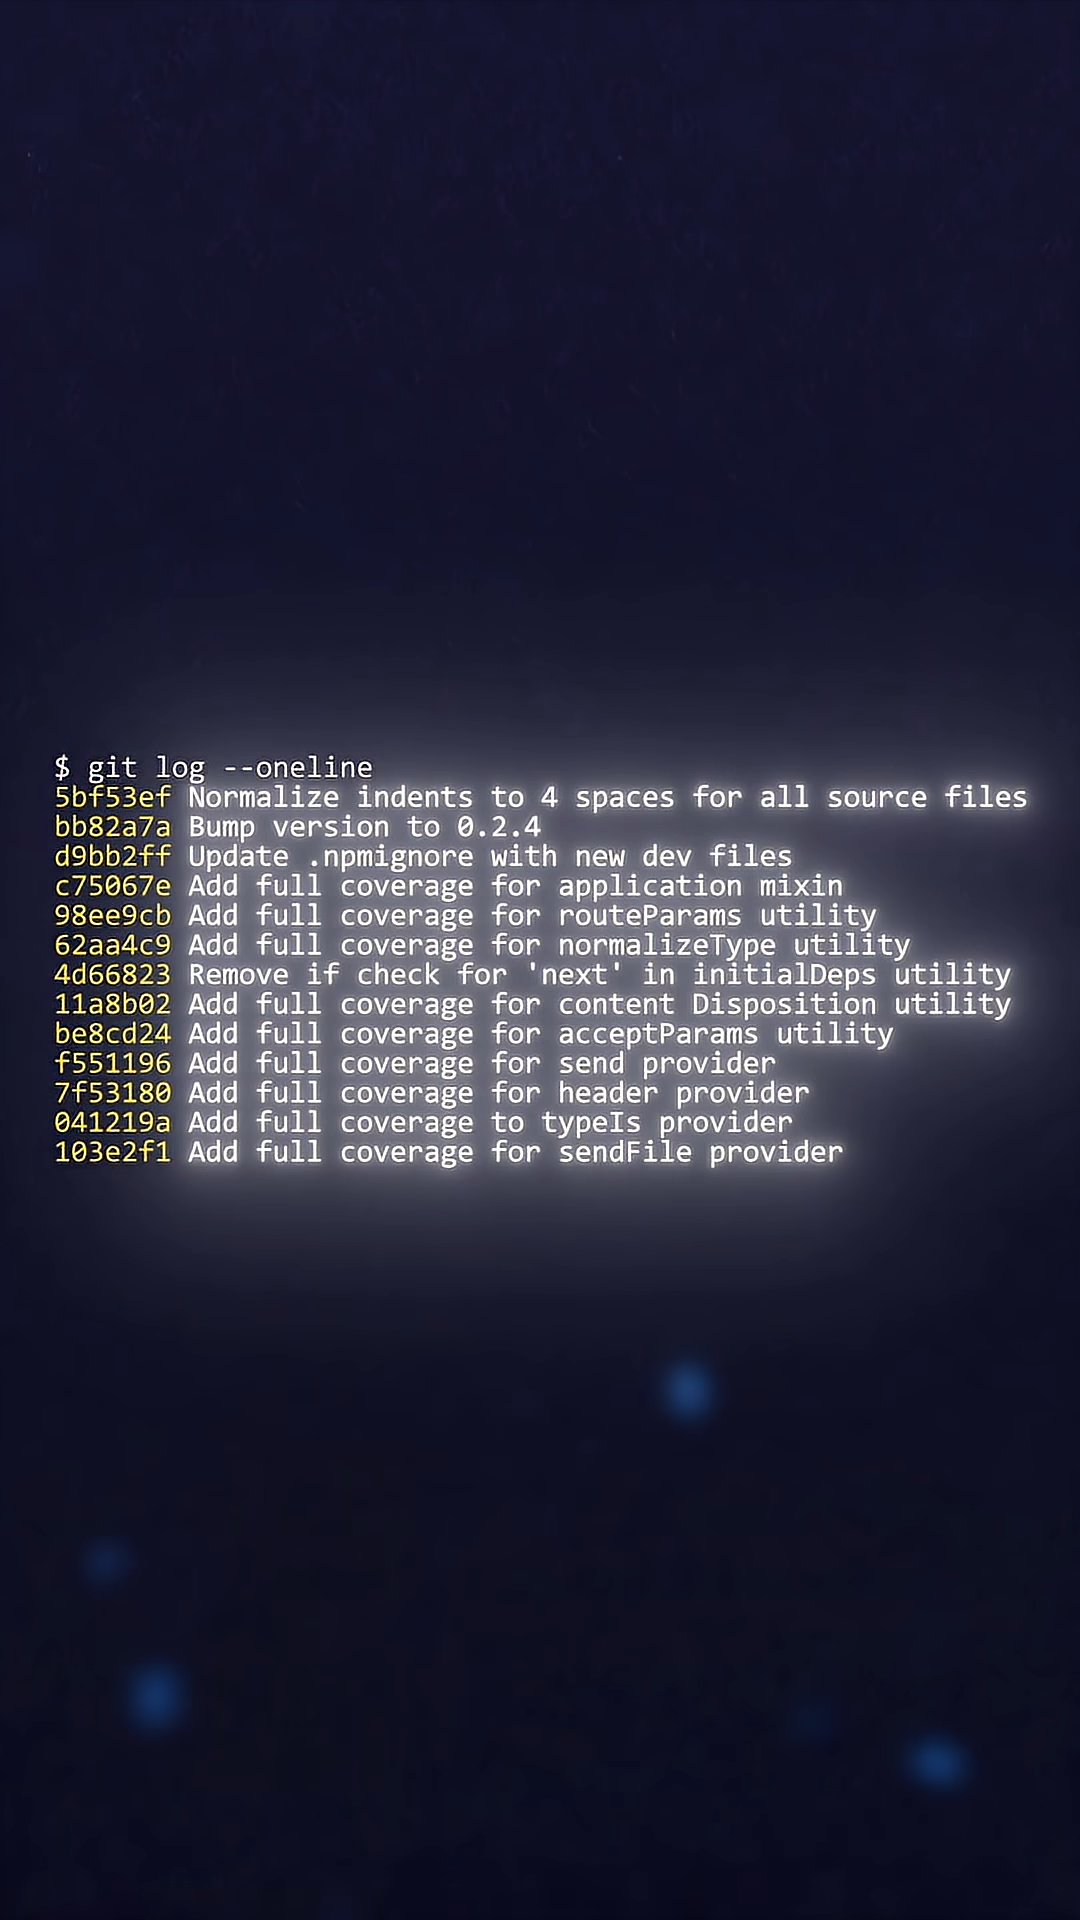 $ git log --oneline
5bf53ef Normalize indents to 4 spaces for all source files
bb82a7a Bump version to 0.2.4
d9bb2ff Update .npmignore with new dev files
c75067e Add full coverage for application mixin
98ee9cb Add full coverage for routeParams utility
62aa4c9 Add full coverage for normalizeType utility
4d66823 Remove if check for 'next' in initialDeps utility
11a8b02 Add full coverage for content Disposition utility
be8cd24 Add full coverage for acceptParams utility
f551196 Add full coverage for send provider
7f53180 Add full coverage for header provider
041219a Add full coverage to typeIs provider
103e2f1 Add full coverage for sendFile provider